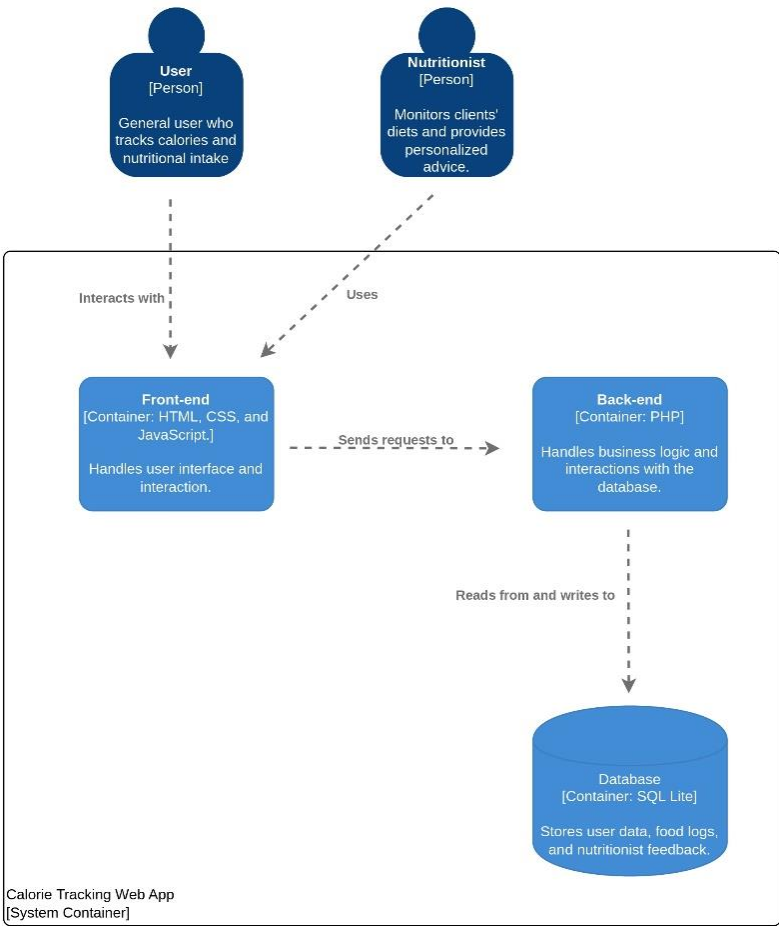 User
[Person]
General user who
tracks calories and
nutritional intake
Nutritionist
[Person]
Monitors clients'
diets and provides
personalized
advice.
Interacts with
Uses
Front-end
[Container: HTML, CSS, and
JavaScript.]
Handles user interface and
interaction.
Sends requests to
Back-end
[Container: PHP]
Handles business logic and
interactions with the
database.
Reads from and writes to
Database
[Container: SQL Lite]
Stores user data, food logs,
and nutritionist feedback.
Calorie Tracking Web App
[System Container]